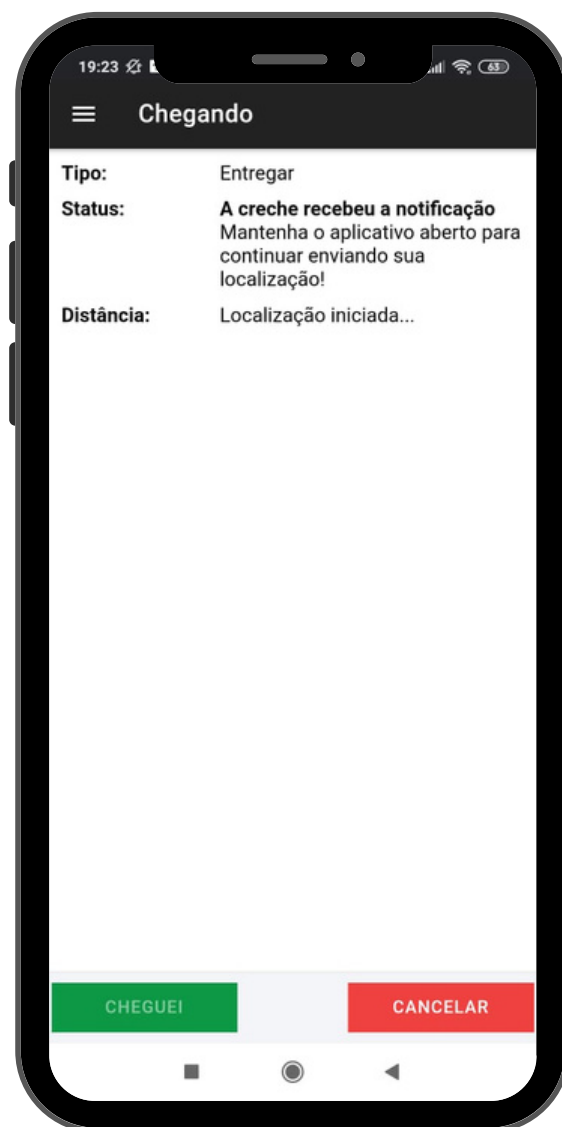 19:23
63
Chegando
Tipo: Entregar
Status: A creche recebeu a notificação
Mantenha o aplicativo aberto para
continuar enviando sua
localização!
Distância: Localização iniciada...
CHEGUEI CANCELAR